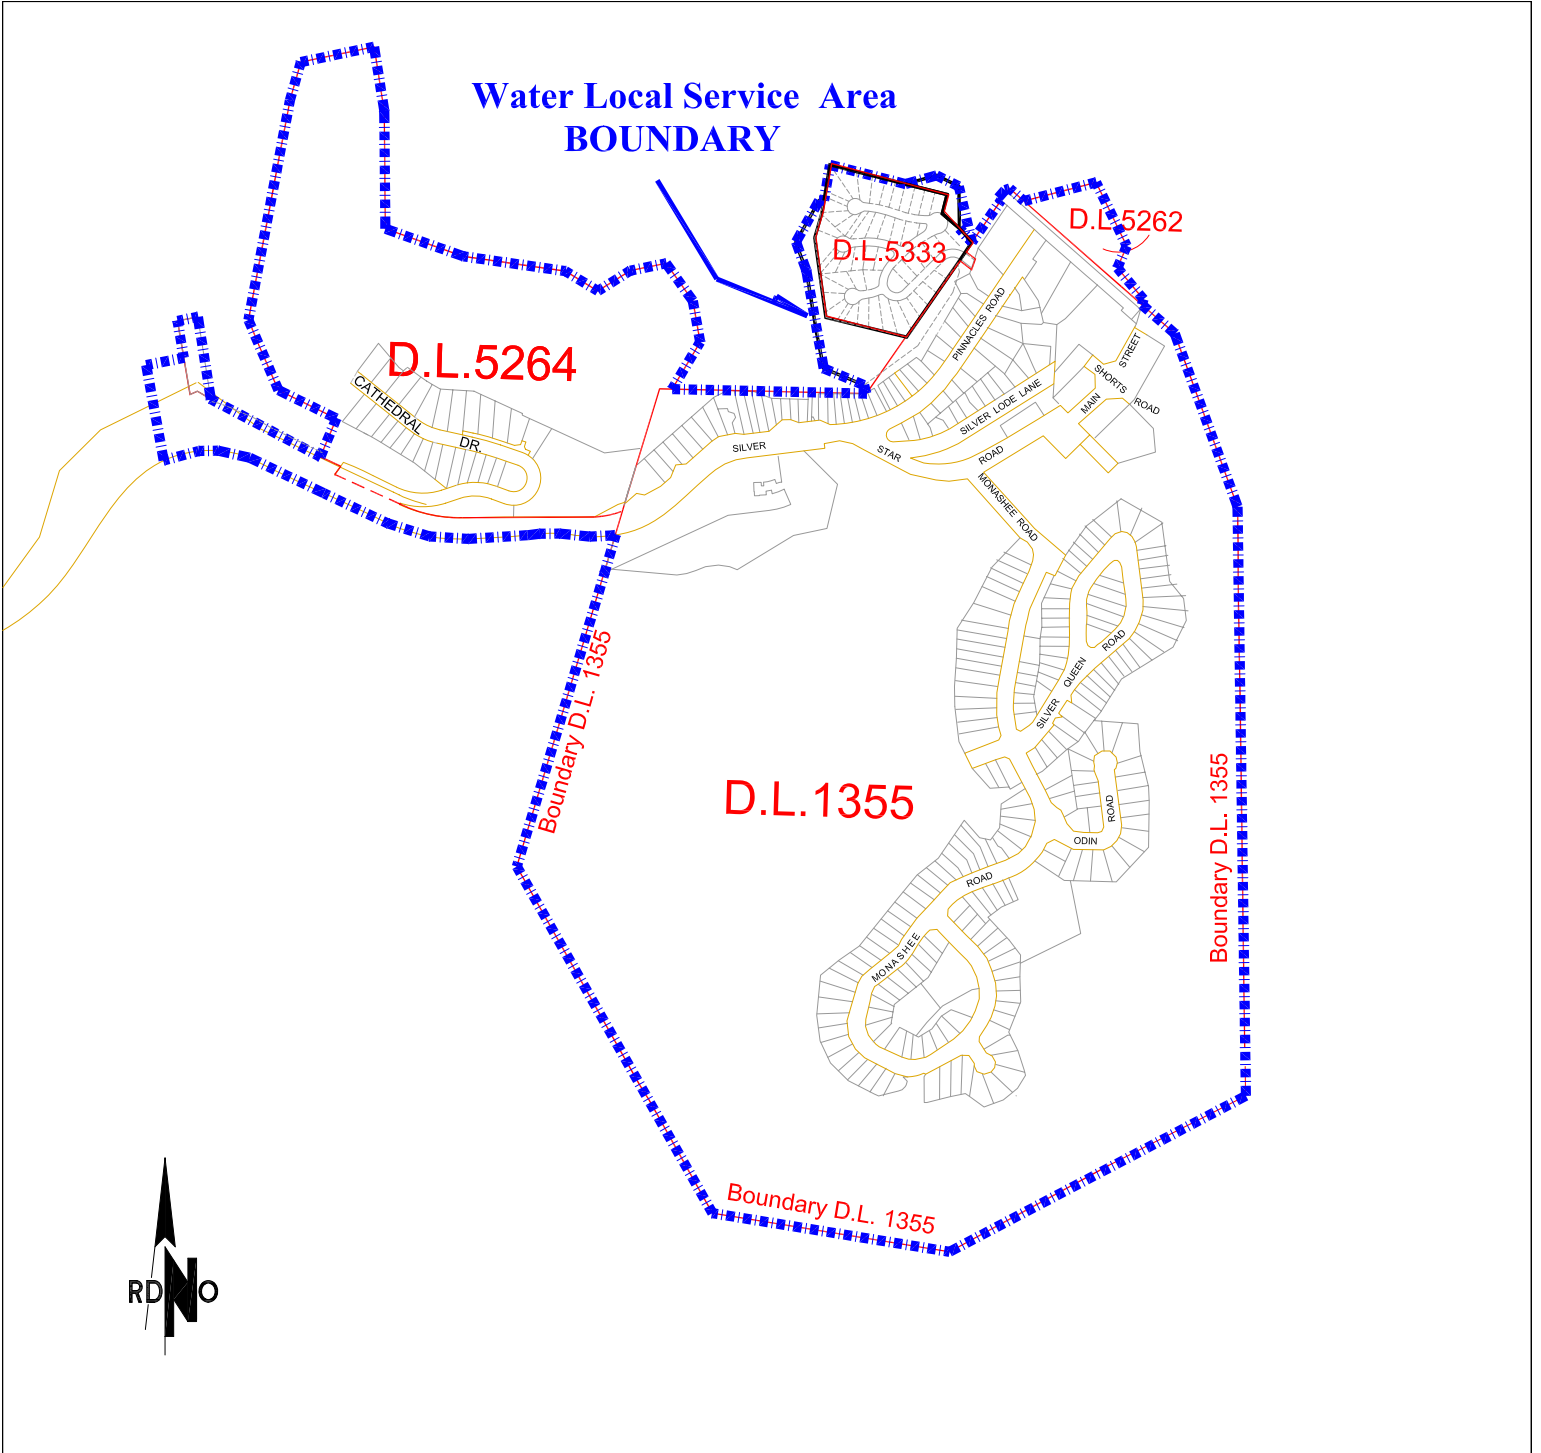 Water Local Service Area
BOUNDARY
D.L.5262
D.L.5333
PINNACLES ROAD
STREET
D.L.5264
CATHEDRAL
DR.
SHORTS
ROAD
MAIN
SILVER LODE LANE
SILVER
STAR
ROAD
MONASHEE ROAD
Boundary D.L. 1355
ROAD
QUEEN
SILVER
D.L.1355
Boundary D.L. 1355
ROAD
ODIN
ROAD
MONASHEE
Boundary D.L. 1355
RDNO